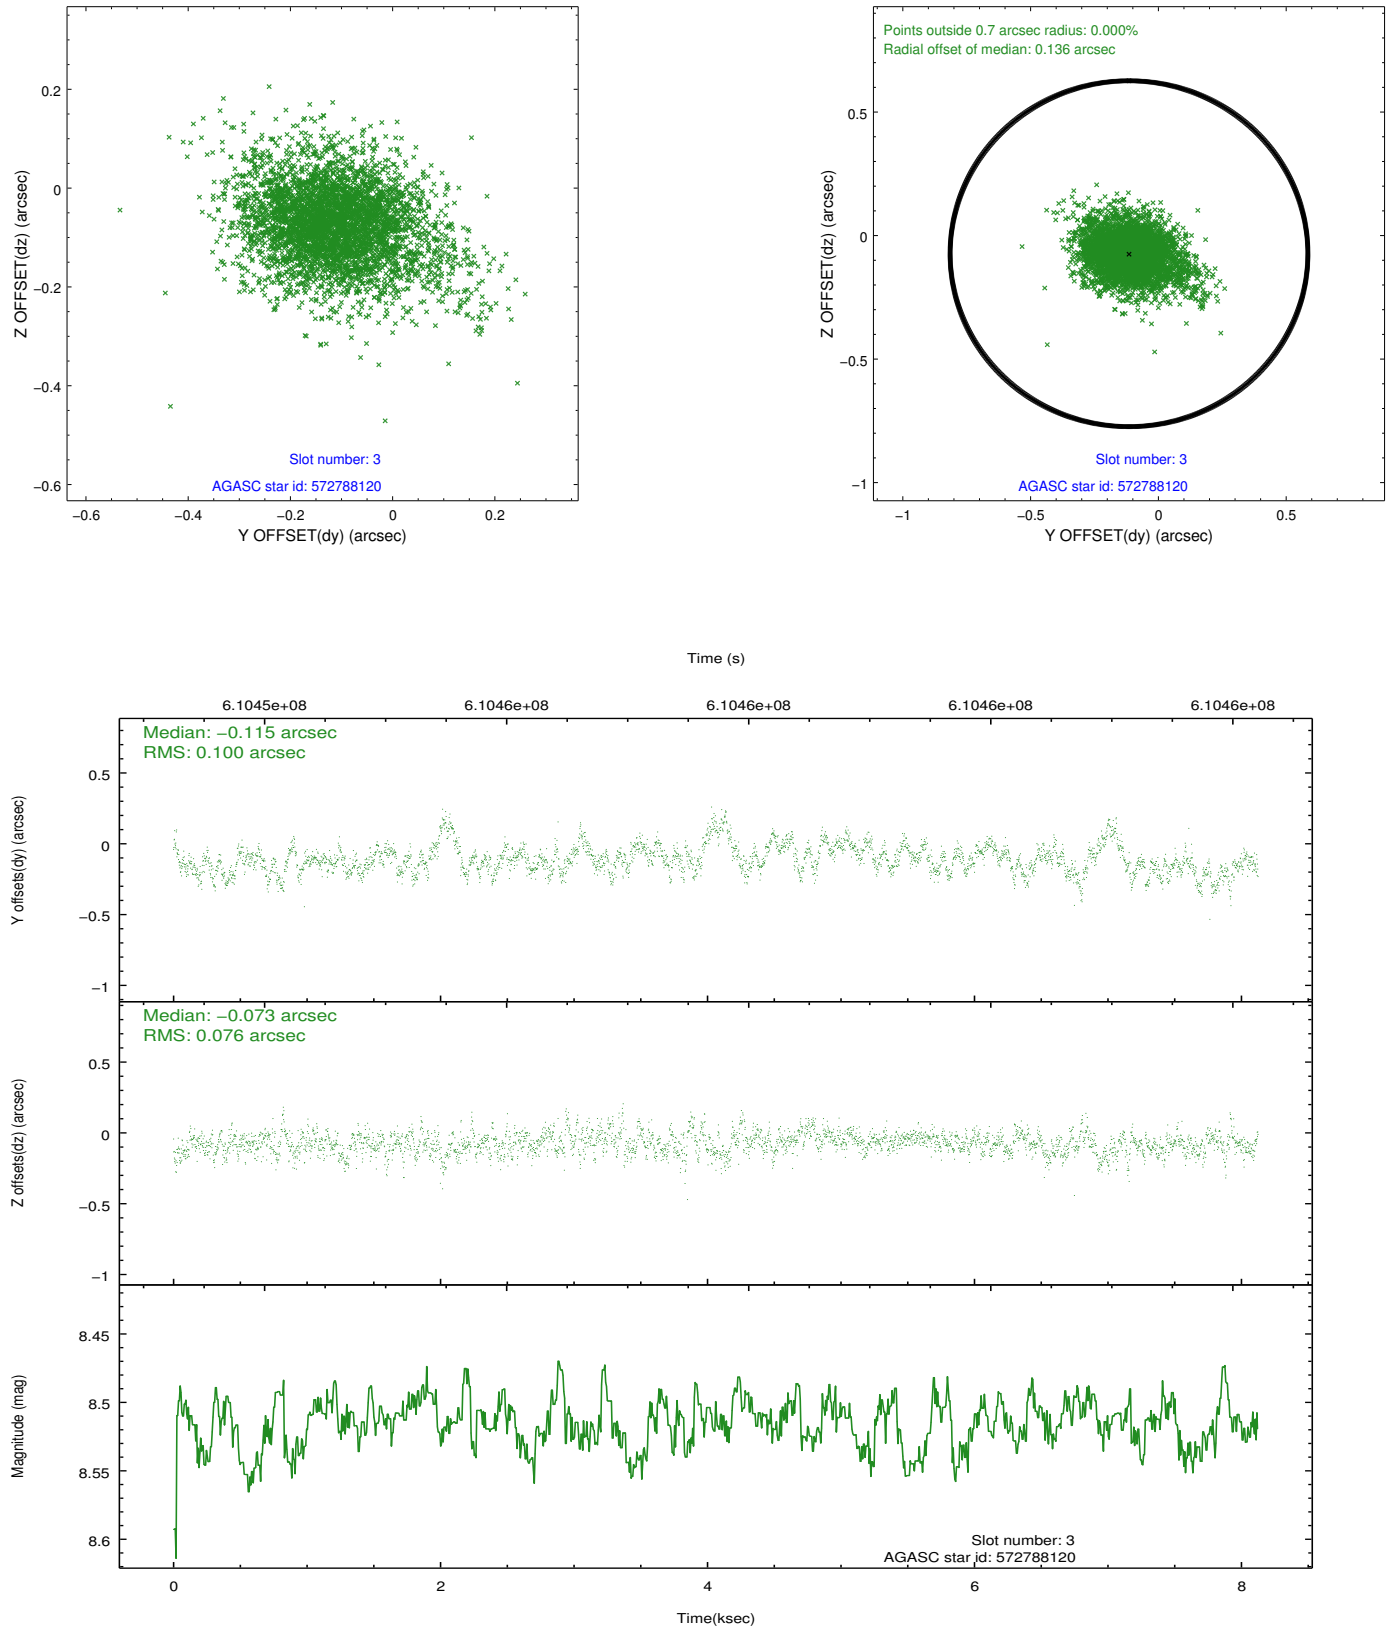 0.2
0
−0.2
−0.4
−0.6
Z OFFSET(dz) (arcsec)
Slot number: 3
AGASC star id: 572788120
−0.6
−0.4
−0.2
0
0.2
Y OFFSET(dy) (arcsec)
Points outside 0.7 arcsec radius: 0.000%
Radial offset of median: 0.136 arcsec
0.5
0
−0.5
−1
Z OFFSET(dz) (arcsec)
Slot number: 3
AGASC star id: 572788120
−1
−0.5
0
0.5
Y OFFSET(dy) (arcsec)
Time (s)
6.1045e+08
6.1046e+08
6.1046e+08
6.1046e+08
6.1046e+08
Median: −0.115 arcsec
RMS: 0.100 arcsec
0.5
0
−0.5
−1
Y offsets(dy) (arcsec)
Median: −0.073 arcsec
RMS: 0.076 arcsec
0.5
0
−0.5
−1
Z offsets(dz) (arcsec)
8.45
8.5
8.55
8.6
Magnitude (mag)
Slot number: 3
AGASC star id: 572788120
0
2
4
6
8
Time(ksec)